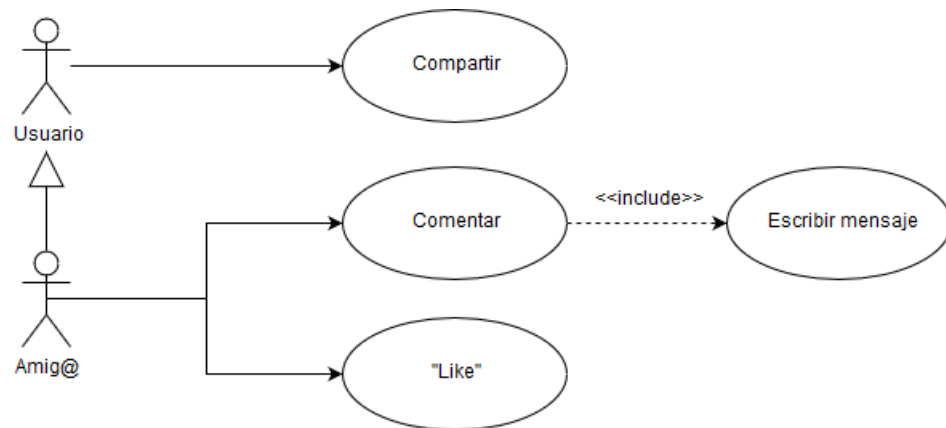 Compartir
Usuario
Comentar
<<include>>
Escribir mensaje
Amig@
"Like"